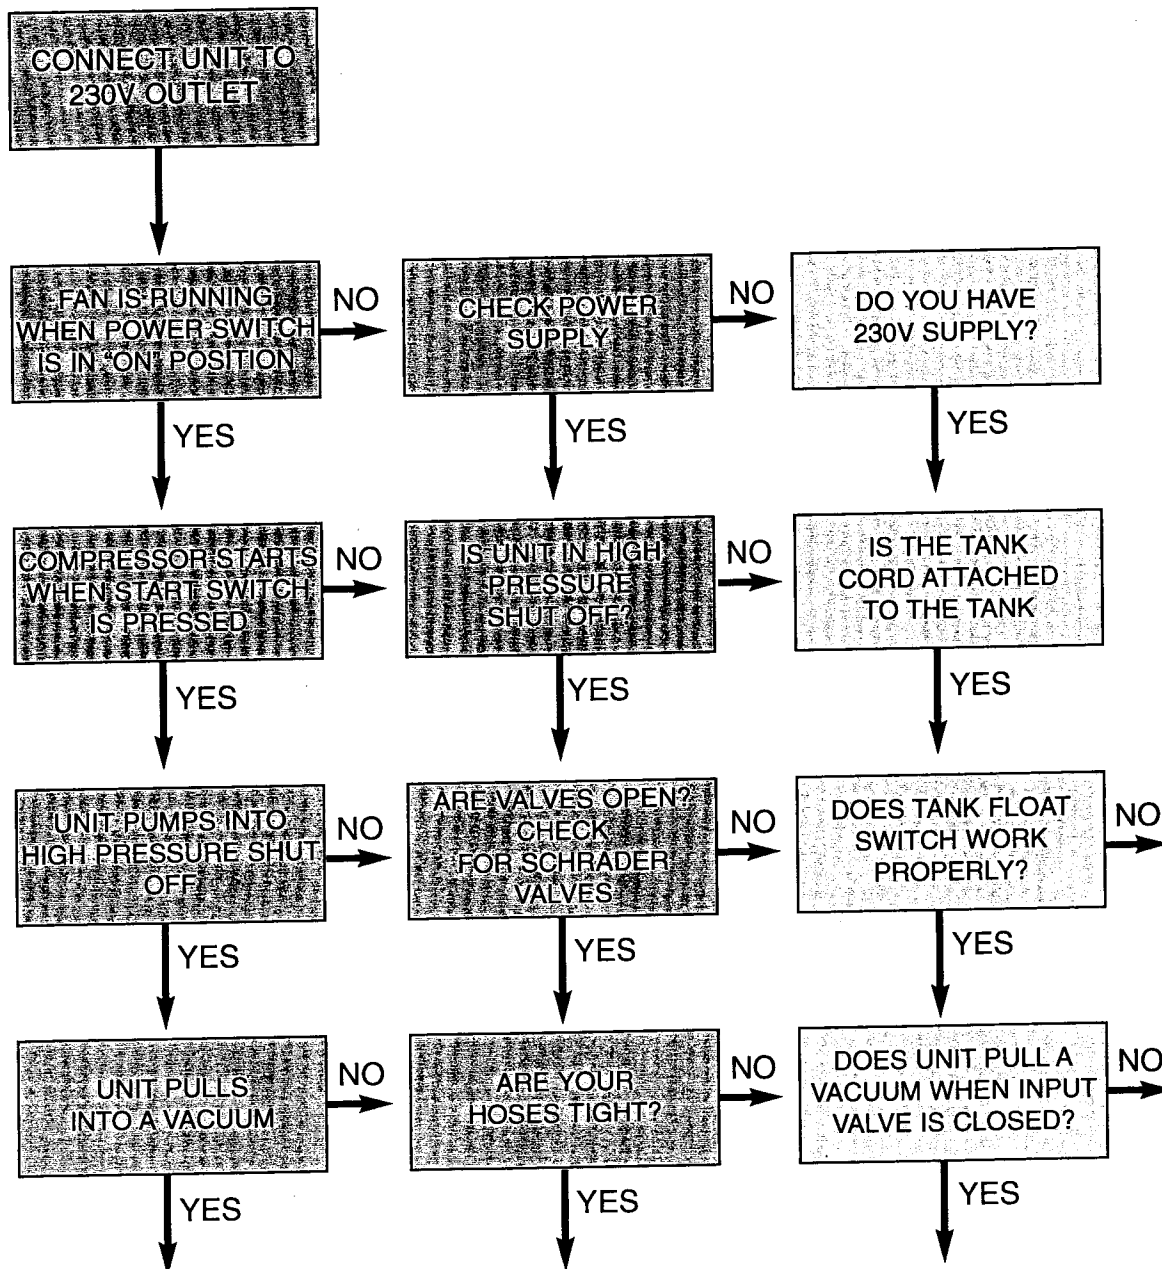 CONNECT UNIT TO
230V OUTLET
FAN IS RUNNING
WHEN POWER SWITCH
IS IN "ON" POSITION
NO
CHECK POWER
SUPPLY
NO
DO YOU HAVE
230V SUPPLY?
YES
YES
YES
COMPRESSOR STARTS
WHEN START SWITCH
IS PRESSED
NO
IS UNIT IN HIGH
PRESSURE
SHUT OFF?
NO
IS THE TANK
CORD ATTACHED
TO THE TANK
YES
YES
YES
UNIT PUMPS INTO
HIGH PRESSURE SHUT
OFF
NO
ARE VALVES OPEN?
CHECK
FOR SCHRADER
VALVES
NO
DOES TANK FLOAT
SWITCH WORK
PROPERLY?
NO
YES
YES
YES
UNIT PULLS
INTO A VACUUM
NO
ARE YOUR
HOSES TIGHT?
NO
DOES UNIT PULL A
VACUUM WHEN INPUT
VALVE IS CLOSED?
NO
YES
YES
YES